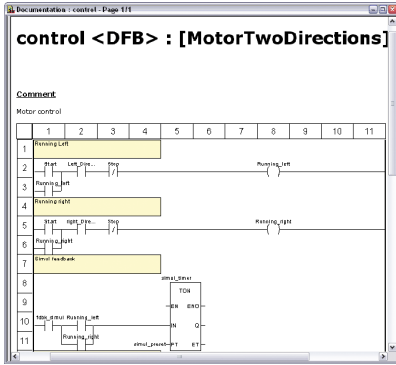 Documentation : control - Page 1/1
control <DFB> : [MotorTwoDirections]
Comment
Motor control
1 2 3 4 5 6 7 8 9 10 11
1 Running Left
Start Left_Dire... Stop Running_left
2
3 Running_left
4 Running right
Start right_Dire... Stop Running_right
5
6 Running_right
7 Simul feedback
8 simul_timer
TON
9 EN ENO
10 fdbk_simul Running_left IN Q
11 Running_right simul_preset PT ET